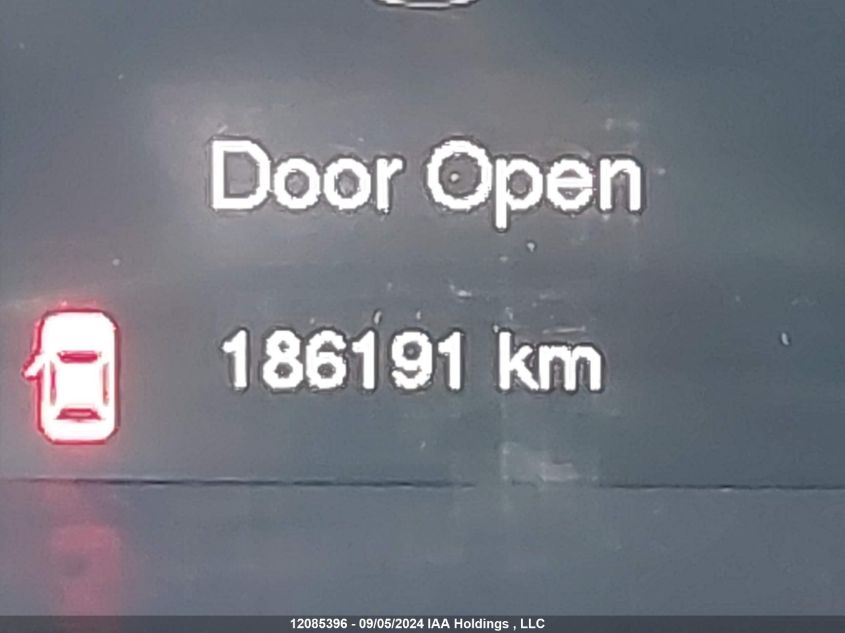 Door Open
186191 km
12085396 - 09/05/2024 IAA Holdings , LLC